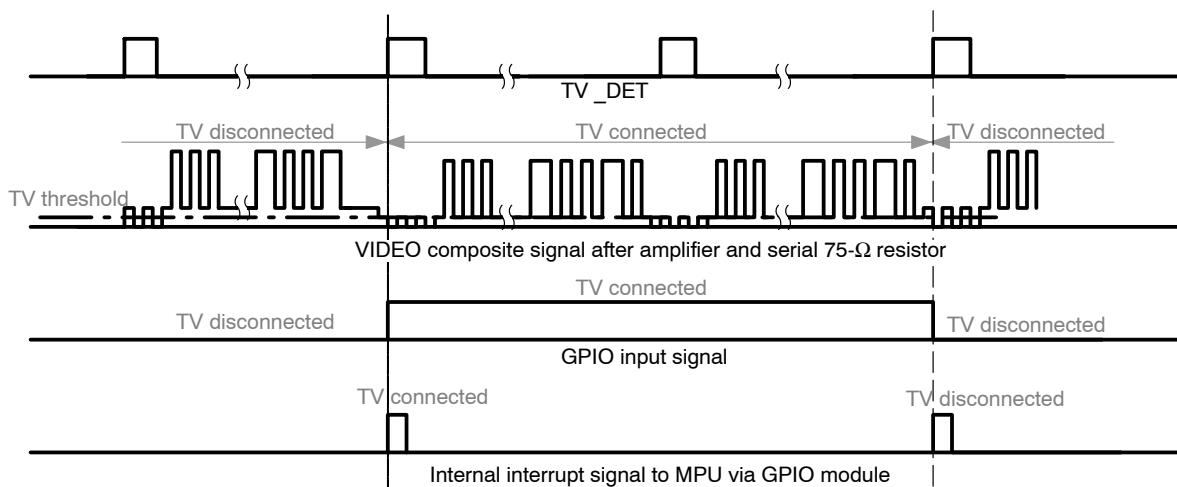 TV _DET
TV disconnected
TV connected
TV disconnected
TV threshold
VIDEO composite signal after amplifier and serial 75-Ω resistor
TV connected
TV disconnected
TV disconnected
GPIO input signal
TV connected
TV disconnected
Internal interrupt signal to MPU via GPIO module